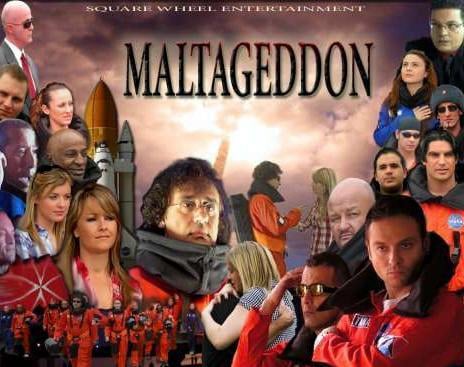 SQUARE WHEEL ENTERTAINMENT
MALTAGEDDON